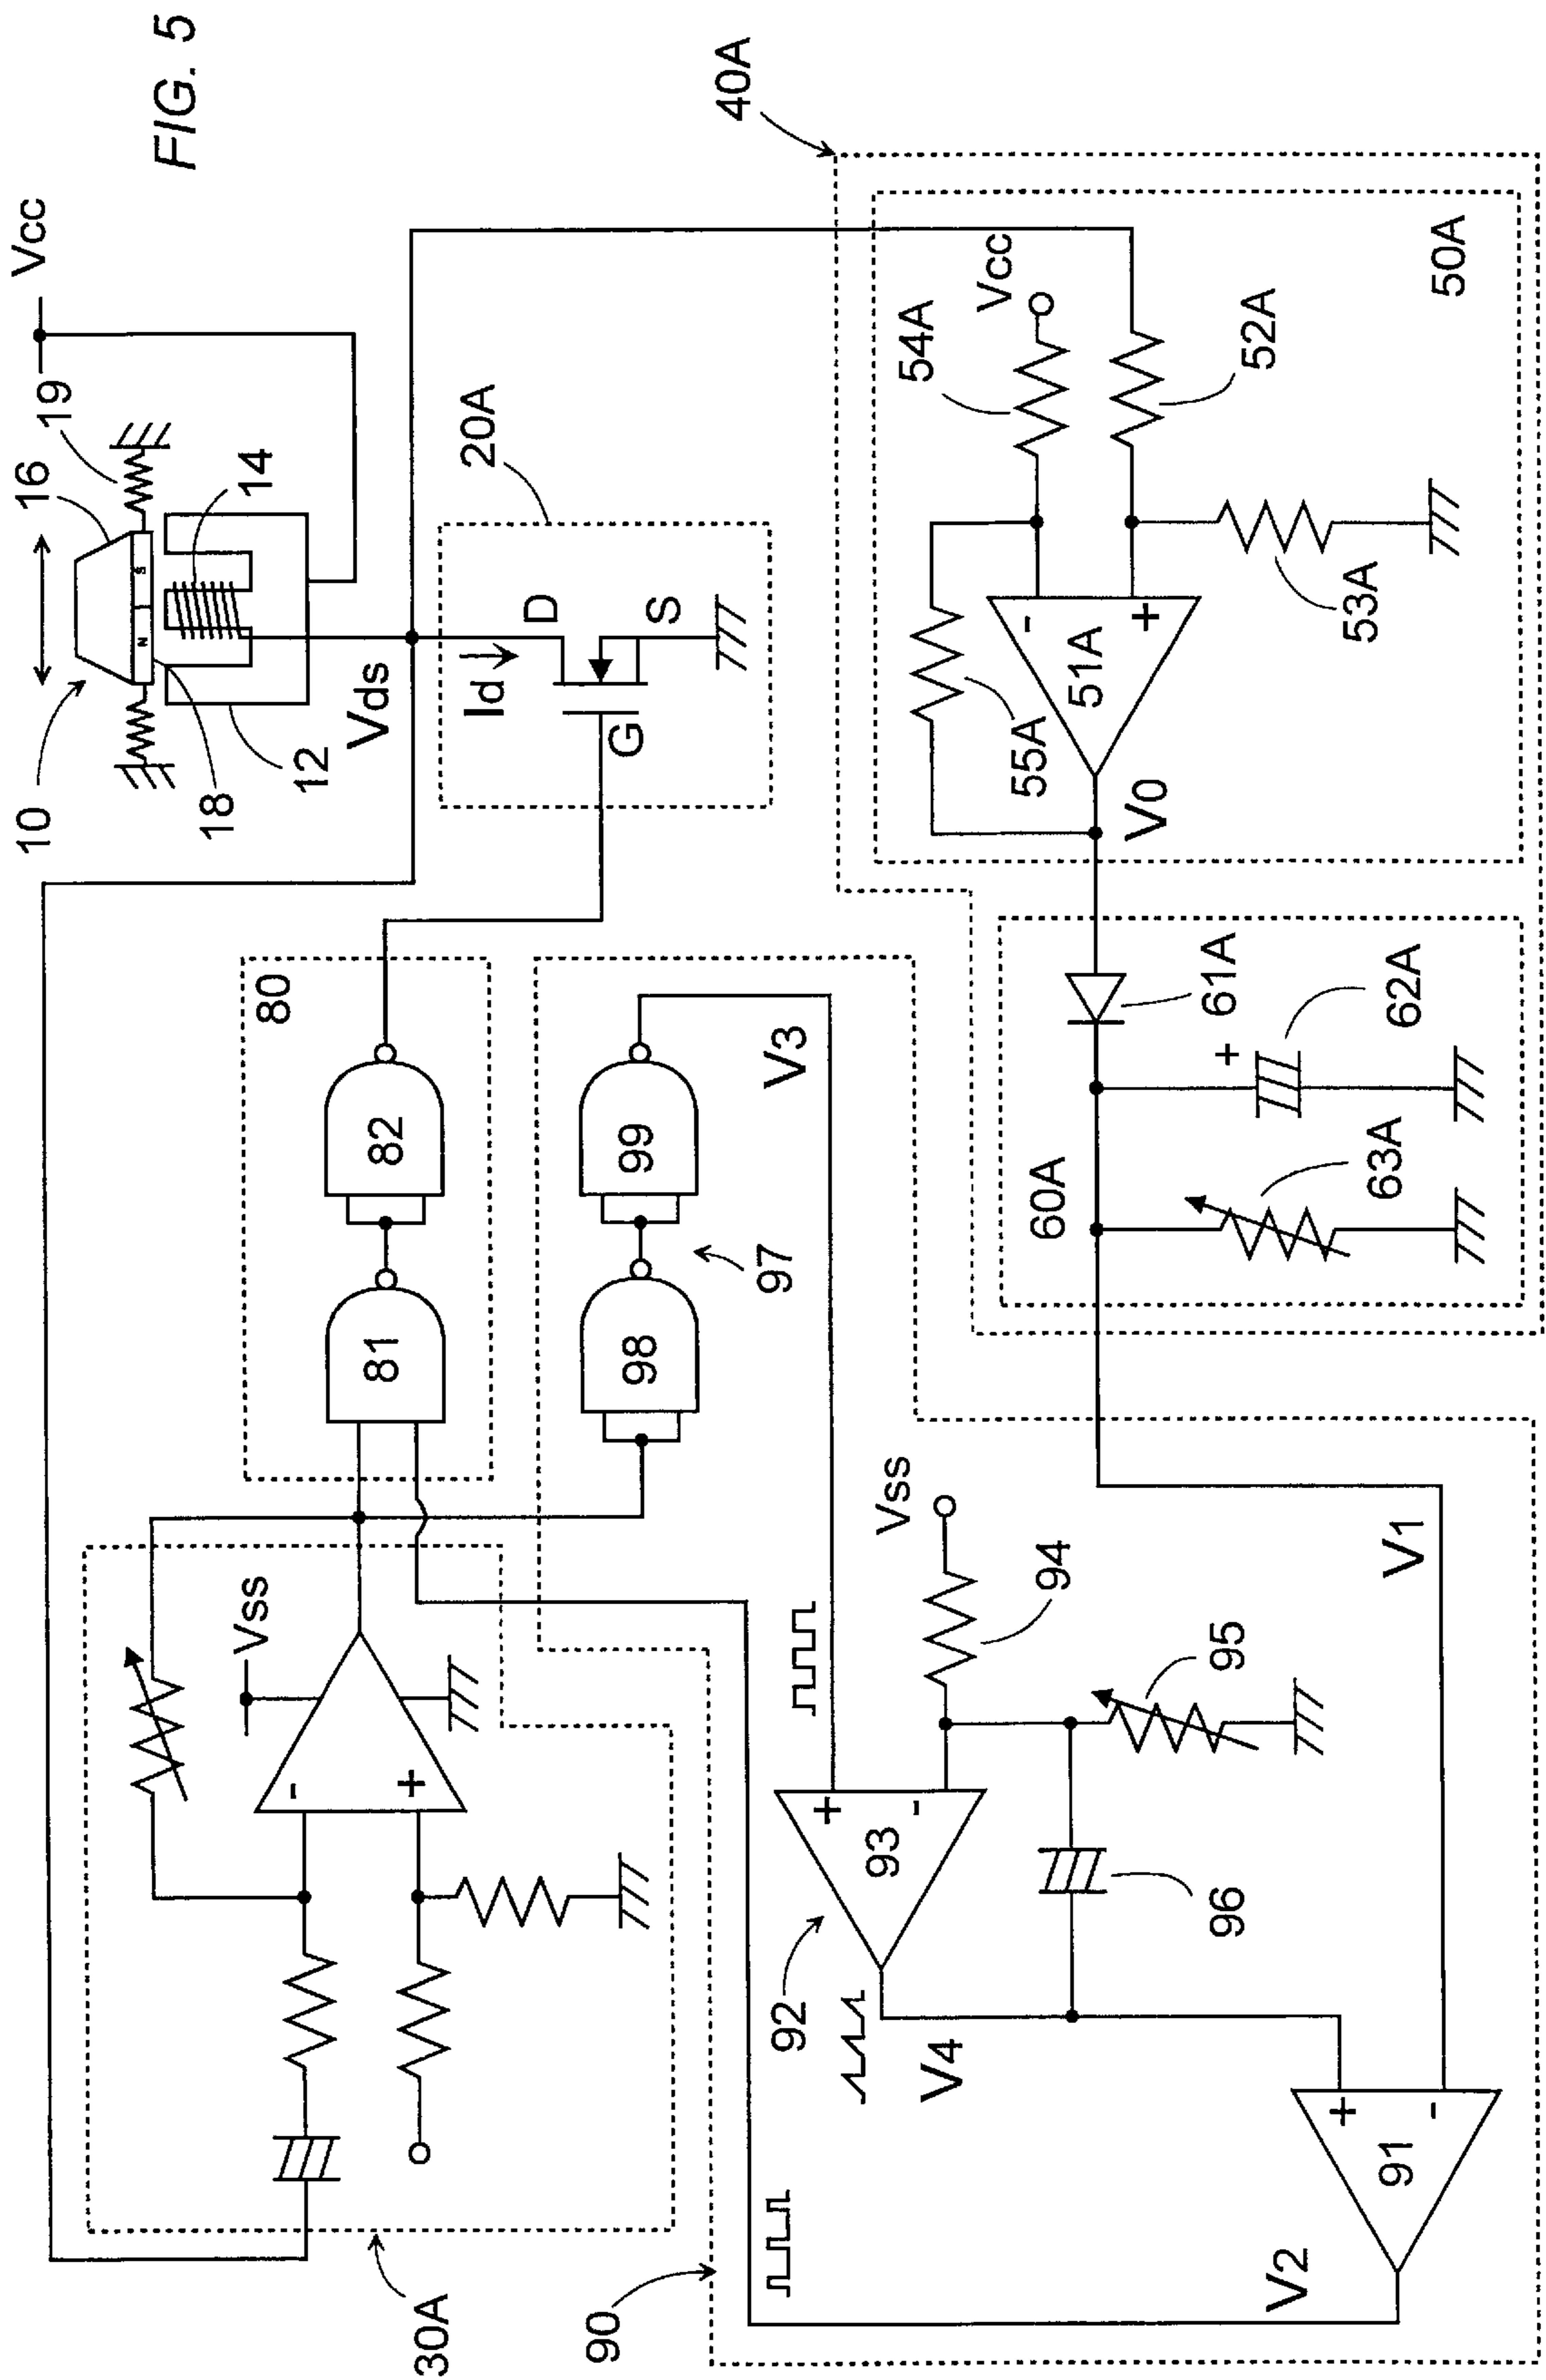 FIG. 5
Vcc
10
16
19
S
N
14
18
12
Vds
20A
Id
D
G
S
40A
50A
54A
Vcc
52A
53A
55A
51A
-
+
V0
60A
61A
+
62A
63A
80
81
82
97
98
99
V3
30A
Vss
-
+
90
92
93
+
-
Vss
94
95
96
V4
V1
91
+
-
V2